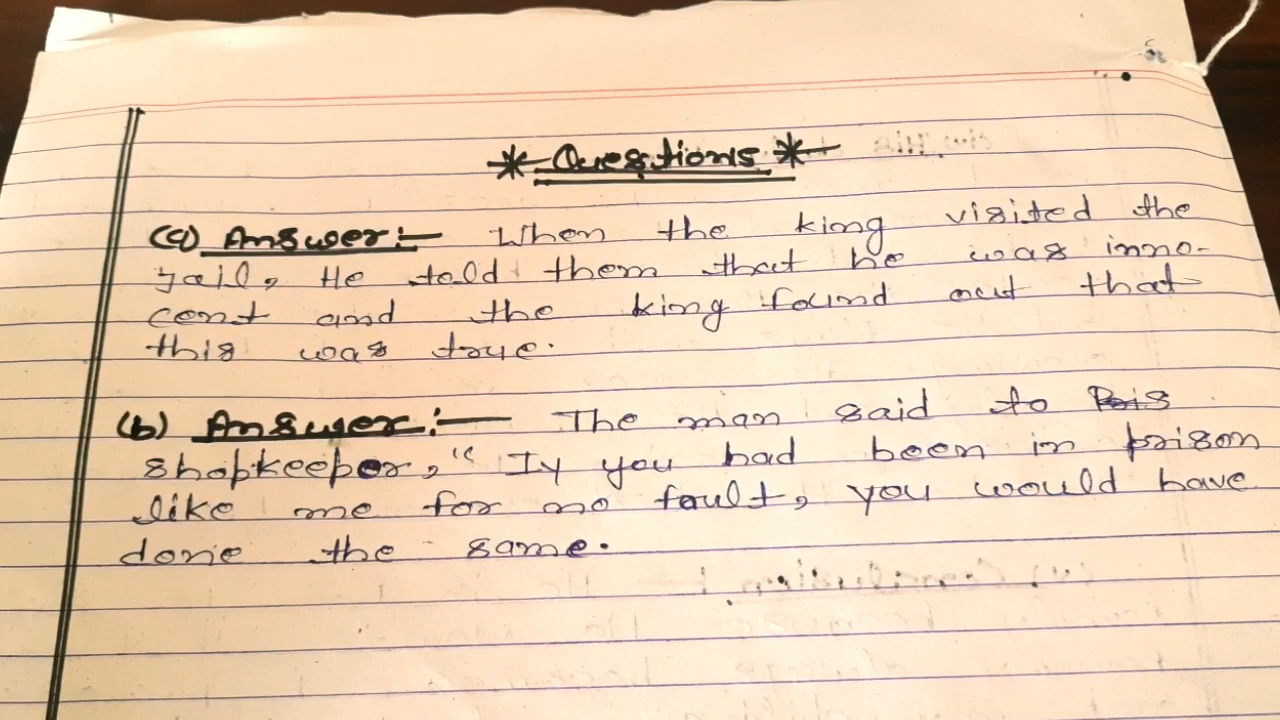 * Questions *
(a) Answer:- When the king visited the
jail, He told them that he was inno-
cent and the king found out that
this was true.
(b) Answer:- The man said to
shopkeeper, "If you had been in prison
like me for no fault, you would have
done the same.